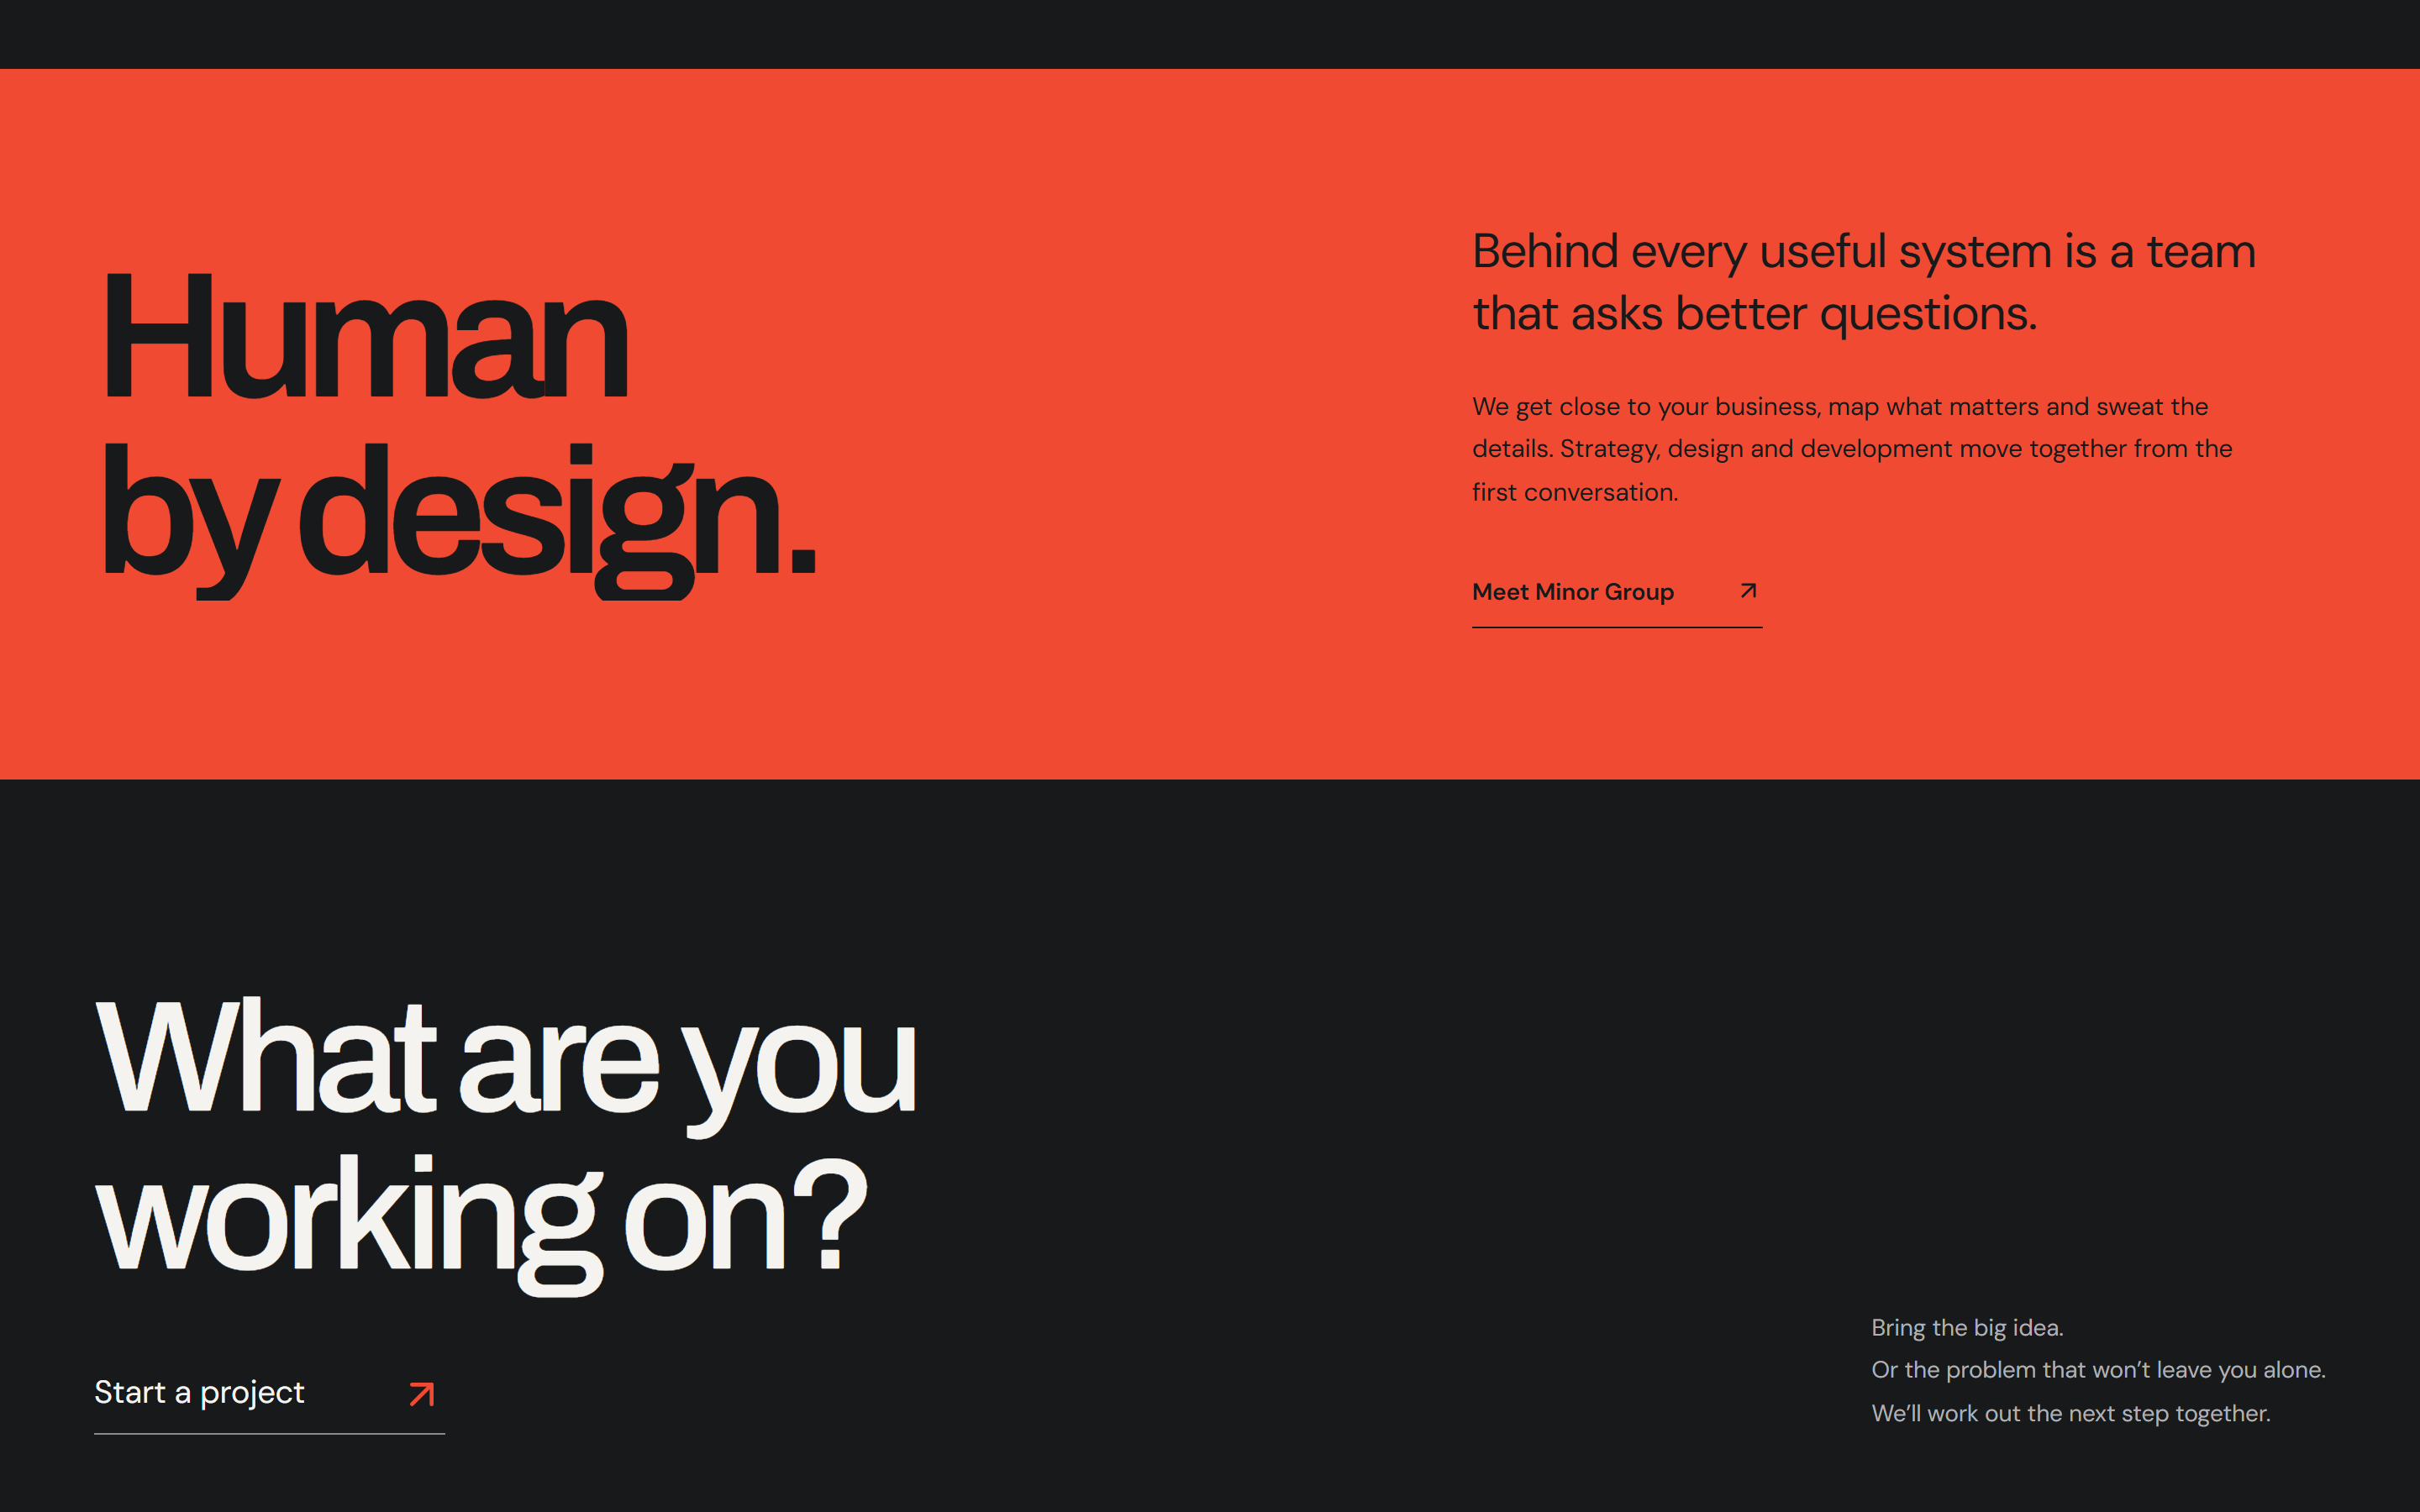 Human
by design.
Behind every useful system is a team
that asks better questions.
We get close to your business, map what matters and sweat the
details. Strategy, design and development move together from the
first conversation.
Meet Minor Group
What are you
working on?
Start a project
Bring the big idea.
Or the problem that won’t leave you alone.
We’ll work out the next step together.